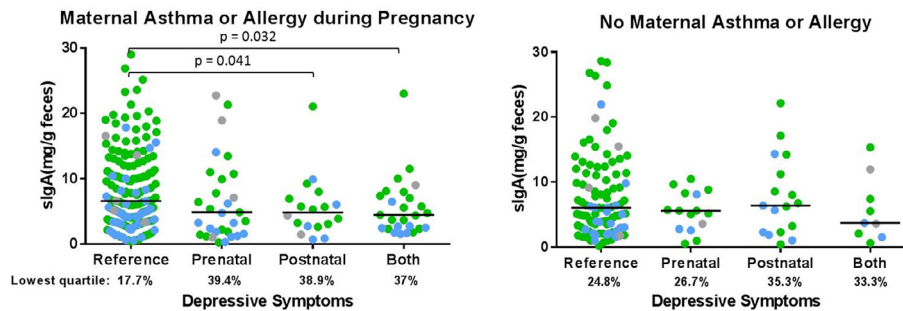 Maternal Asthma or Allergy during Pregnancy
p = 0.032
p = 0.041
30
20
10
0
sIgA(mg/g feces)
Reference Prenatal Postnatal Both
Lowest quartile: 17.7% 39.4% 38.9% 37%
Depressive Symptoms
No Maternal Asthma or Allergy
30
20
10
0
sIgA(mg/g feces)
Reference Prenatal Postnatal Both
24.8% 26.7% 35.3% 33.3%
Depressive Symptoms